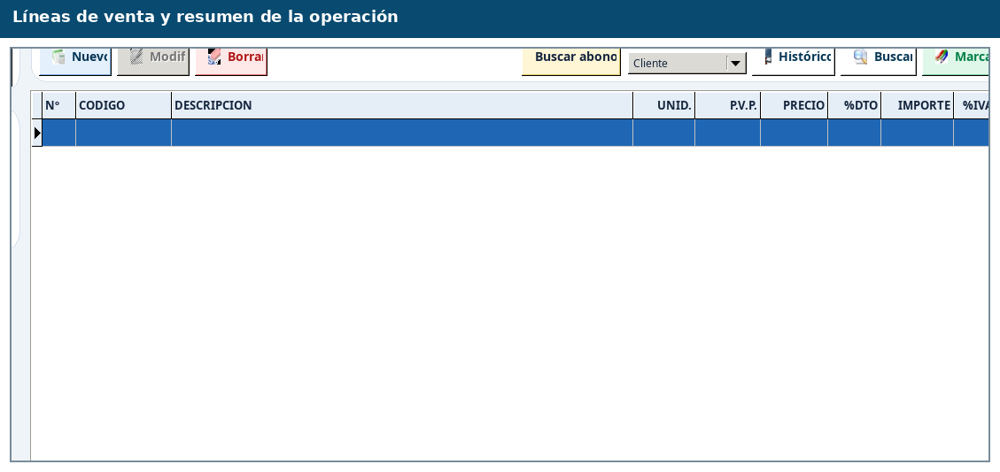 Líneas de venta y resumen de la operación
Nuevo Modif Borrar Buscar abono Cliente Histórico Buscar Marca
Nº CODIGO DESCRIPCION UNID. P.V.P. PRECIO %DTO IMPORTE %IVA